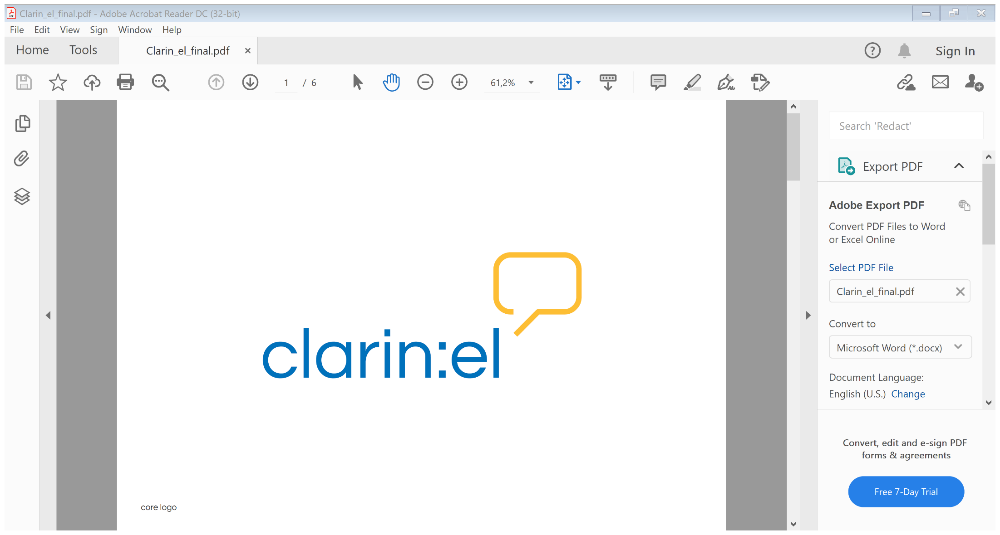 Clarin_el_final.pdf - Adobe Acrobat Reader DC (32-bit)
File Edit View Sign Window Help
Home Tools Clarin_el_final.pdf Sign In
1 / 6 61,2%
clarin:el
core logo
Search 'Redact'
Export PDF
Adobe Export PDF
Convert PDF Files to Word
or Excel Online
Select PDF File
Clarin_el_final.pdf
Convert to
Microsoft Word (*.docx)
Document Language:
English (U.S.) Change
Convert, edit and e-sign PDF
forms & agreements
Free 7-Day Trial